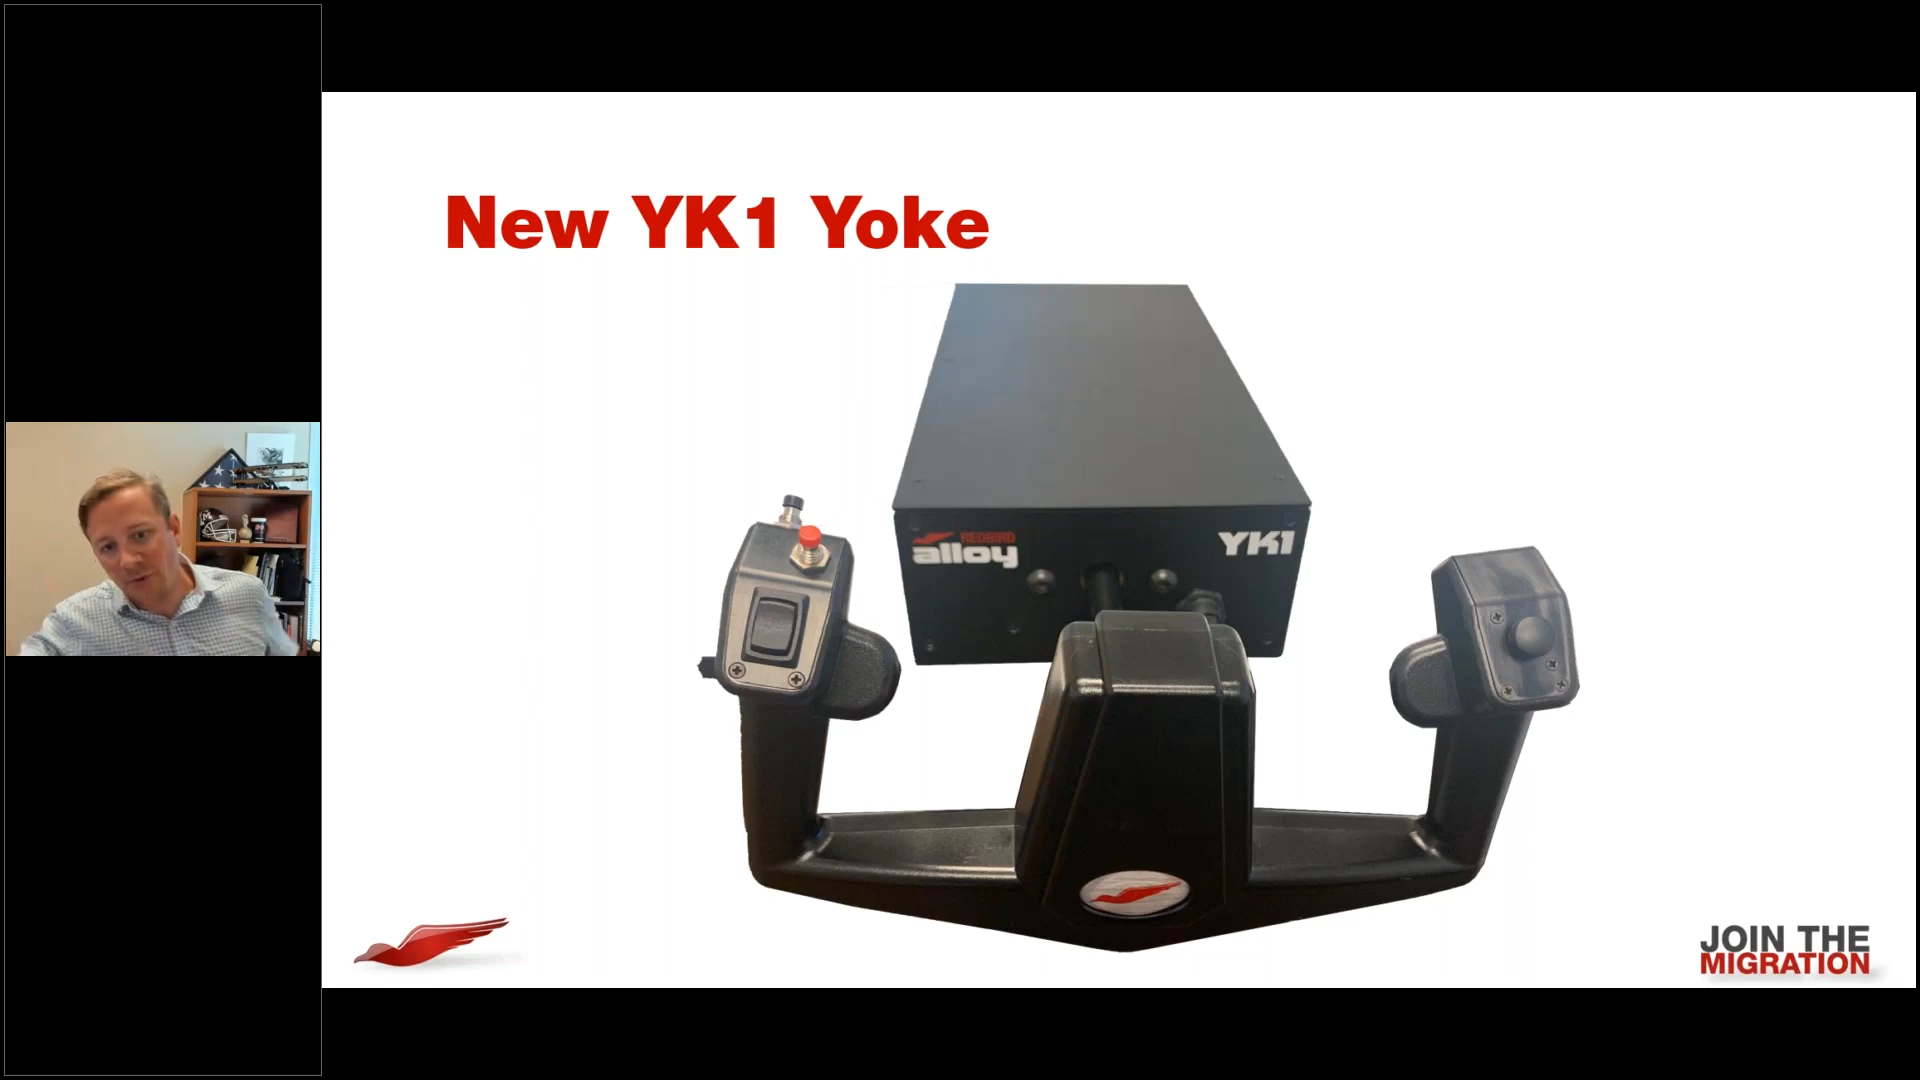 New YK1 Yoke
REDBIRD
alloy
YK1
JOIN THE
MIGRATION